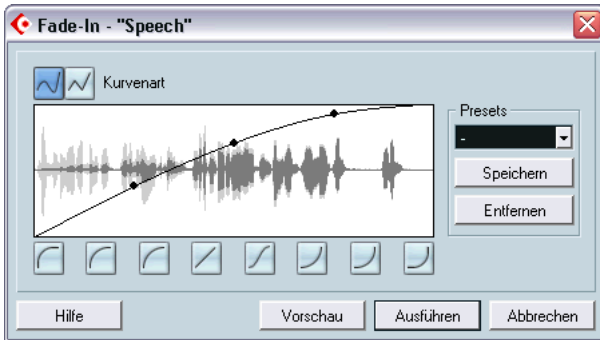 Fade-In - "Speech"
Kurvenart
Presets
-
Speichern
Entfernen
Hilfe
Vorschau
Ausführen
Abbrechen